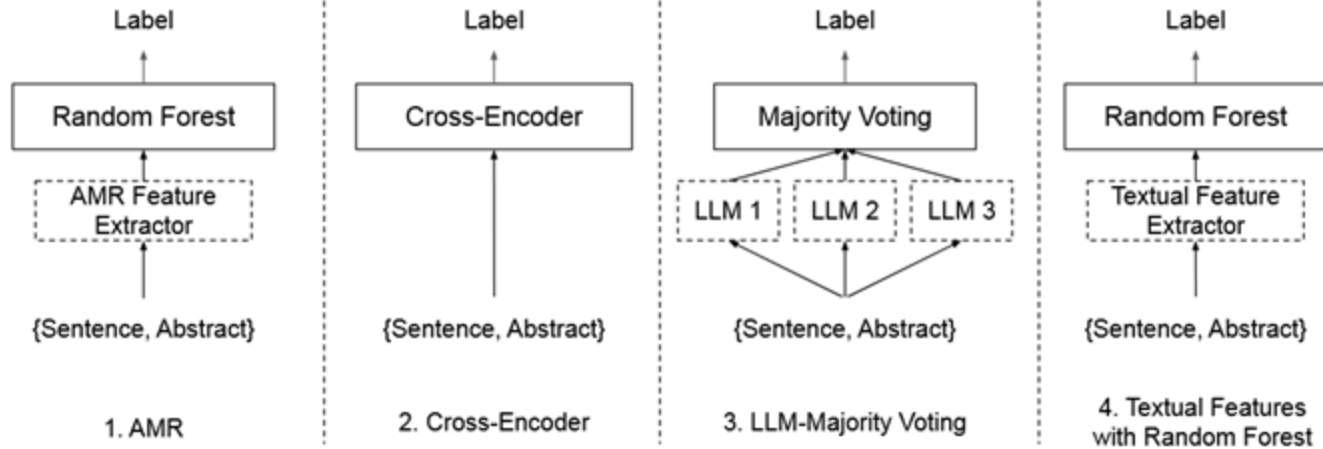 Label
Random Forest
AMR Feature
Extractor
{Sentence, Abstract}
1. AMR
Label
Cross-Encoder
{Sentence, Abstract}
2. Cross-Encoder
Label
Majority Voting
LLM 1
LLM 2
LLM 3
{Sentence, Abstract}
3. LLM-Majority Voting
Label
Random Forest
Textual Feature
Extractor
{Sentence, Abstract}
4. Textual Features
with Random Forest